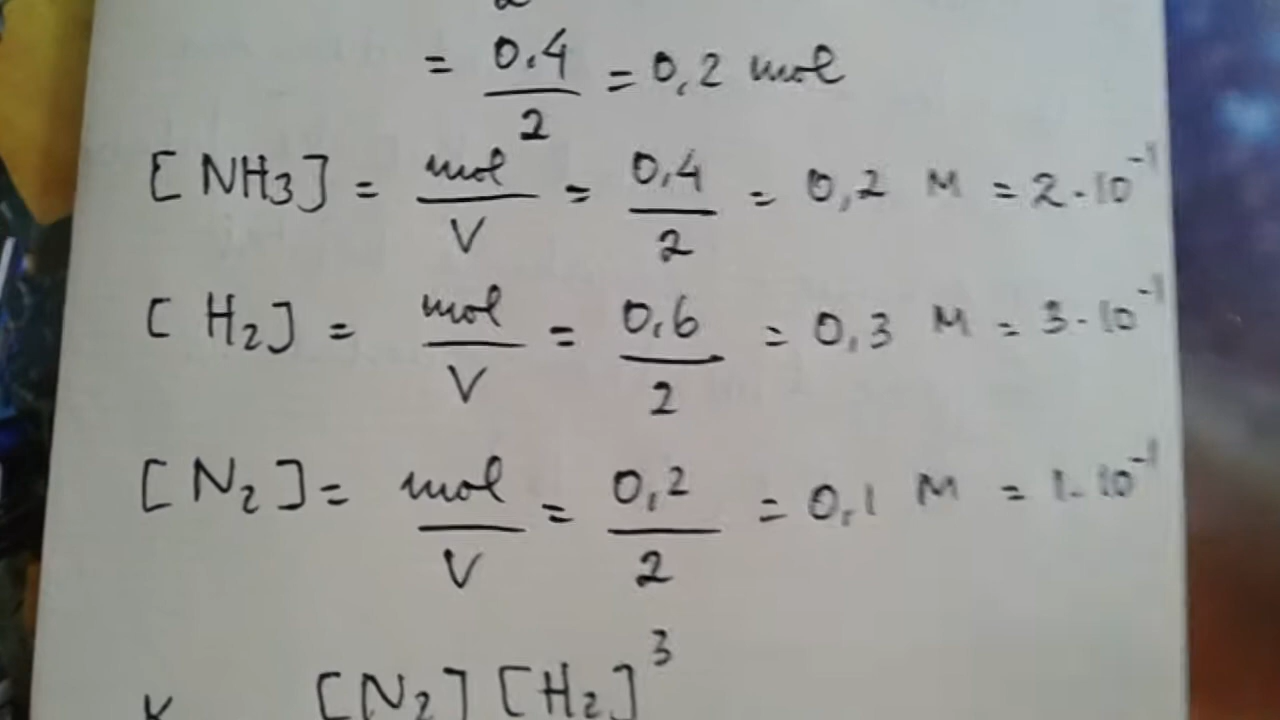 = 0.4/2 = 0,2 mol
[NH3] = mol/V = 0,4/2 = 0,2 M = 2·10⁻¹
[H₂] = mol/V = 0,6/2 = 0,3 M = 3·10⁻¹
[N₂] = mol/V = 0,2/2 = 0,1 M = 1·10⁻¹
K [N₂] [H₂]³